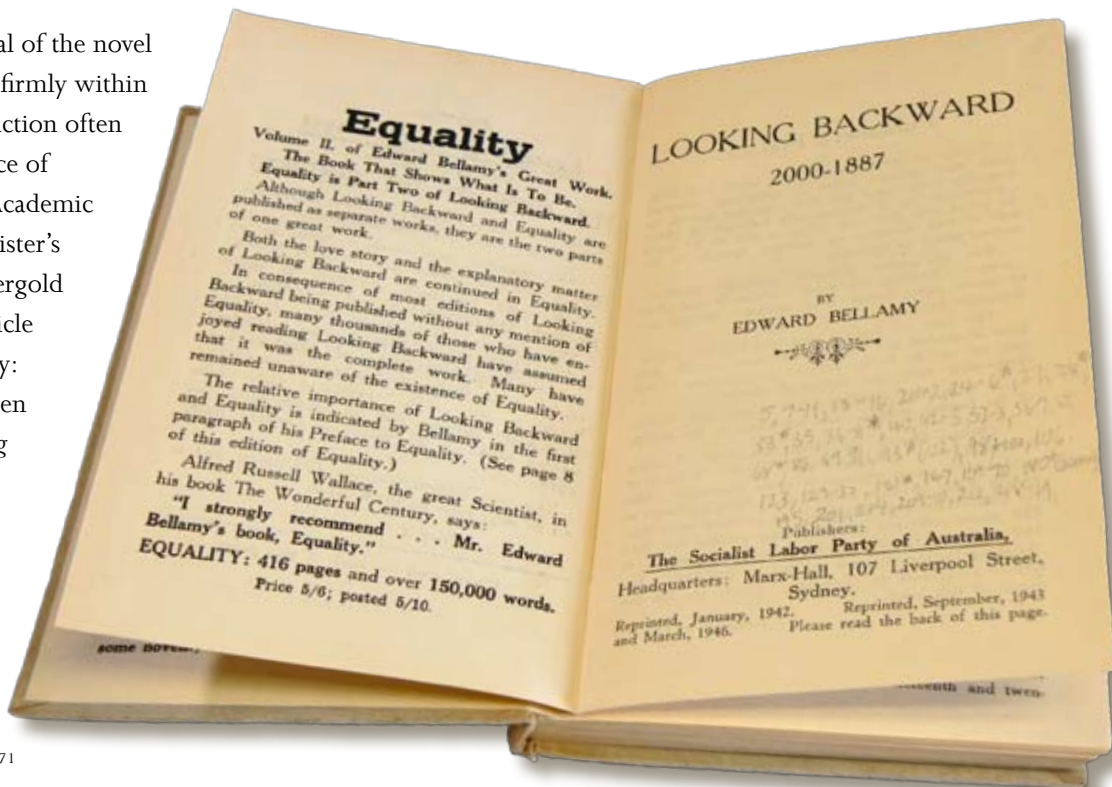 al of the novel
firmly within
ction often
ce of
Academic
ister's
ergold
icle
y:
en
g
71
Equality
Volume II. of Edward Bellamy's Great Work.
The Book That Shows What Is To Be.
Equality is Part Two of Looking Backward.
Although Looking Backward and Equality are
published as separate works, they are the two parts
of one great work.
Both the love story and the explanatory matter
of Looking Backward are continued in Equality.
In consequence of most editions of Looking
Backward being published without any mention of
Equality, many thousands of those who have en-
joyed reading Looking Backward have assumed
that it was the complete work. Many have
remained unaware of the existence of Equality.
The relative importance of Looking Backward
and Equality is indicated by Bellamy in the first
paragraph of his Preface to Equality. (See page 8
of this edition of Equality.)
Alfred Russell Wallace, the great Scientist, in
his book The Wonderful Century, says:
"I strongly recommend . . . Mr. Edward
Bellamy's book, Equality."
EQUALITY: 416 pages and over 150,000 words.
Price 5/6; posted 5/10.
some
LOOKING BACKWARD
2000-1887
BY
EDWARD BELLAMY
Publishers:
The Socialist Labor Party of Australia,
Headquarters: Marx-Hall, 107 Liverpool Street,
Sydney.
Reprinted, January, 1942. Reprinted, September, 1943
and March, 1946. Please read the back of this page.
and twen-